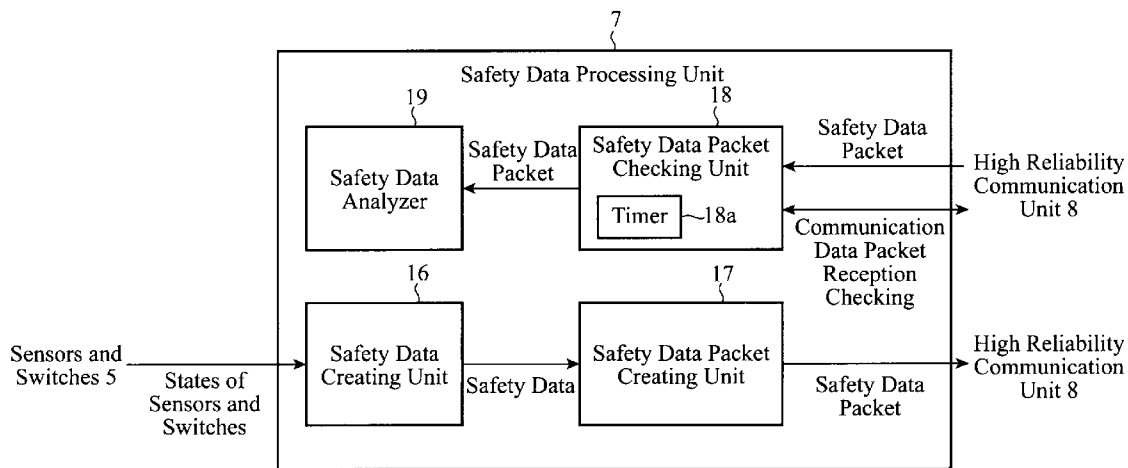 7
Safety Data Processing Unit
19
18
Safety Data
Analyzer
Safety Data
Packet
Safety Data Packet
Checking Unit
Timer
18a
Safety Data
Packet
High Reliability
Communication
Unit 8
Communication
Data Packet
Reception
Checking
16
17
Sensors and
Switches 5
States of
Sensors and
Switches
Safety Data
Creating Unit
Safety Data
Safety Data Packet
Creating Unit
Safety Data
Packet
High Reliability
Communication
Unit 8